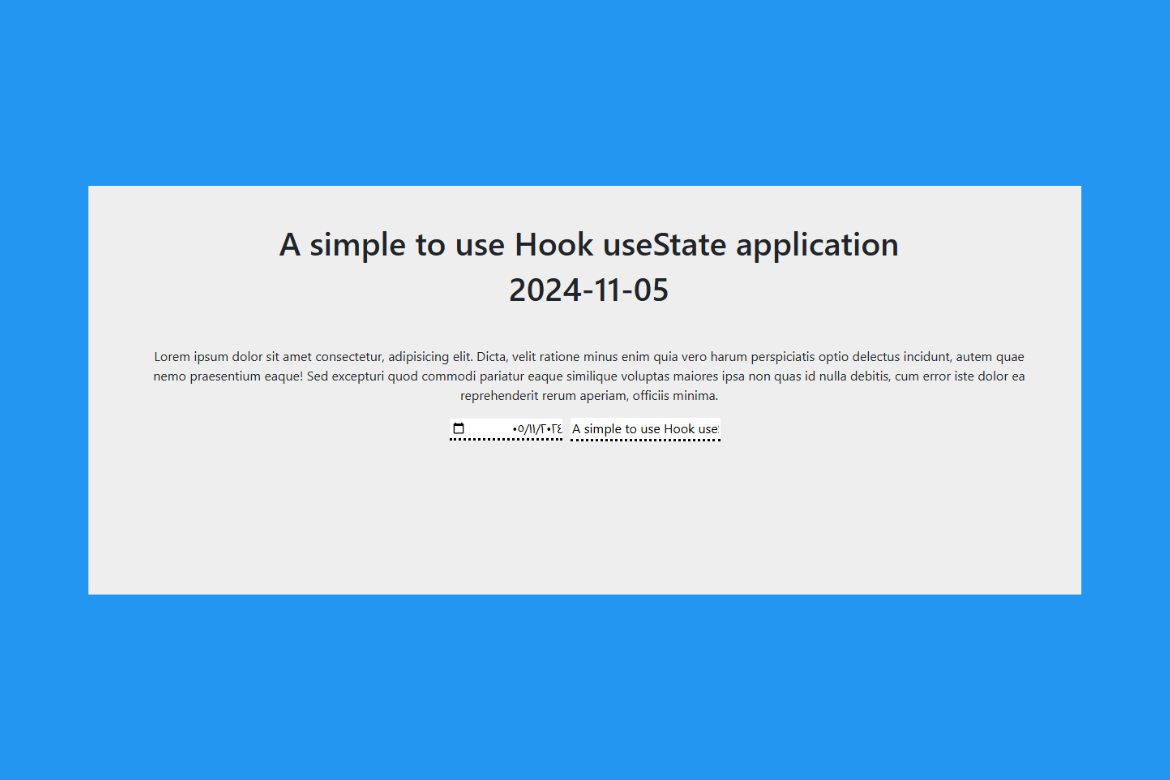 A simple to use Hook useState application
2024-11-05
Lorem ipsum dolor sit amet consectetur, adipisicing elit. Dicta, velit ratione minus enim quia vero harum perspiciatis optio delectus incidunt, autem quae
nemo praesentium eaque! Sed excepturi quod commodi pariatur eaque similique voluptas maiores ipsa non quas id nulla debitis, cum error iste dolor ea
reprehenderit rerum aperiam, officiis minima.
٠٥/١١/٢٠٢٤ A simple to use Hook use